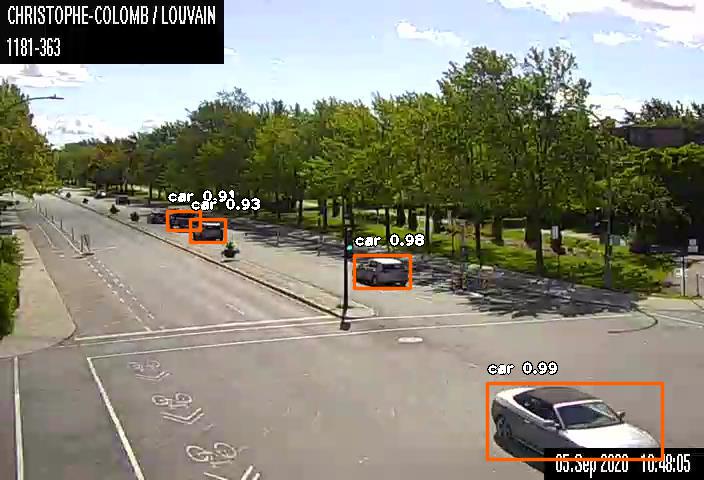 CHRISTOPHE-COLOMB / LOUVAIN
1181-363
car 0.91
car 0.93
car 0.98
car 0.99
05.Sep 2020 10:48:05